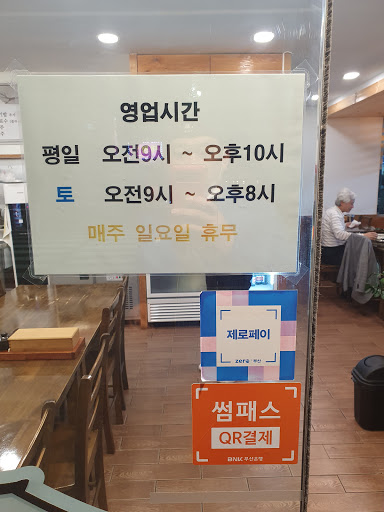 영업시간
평일 오전9시 ~ 오후10시
토 오전9시 ~ 오후8시
매주 일요일 휴무
제로페이
zero 부산
썸패스
QR결제
BNK 부산은행